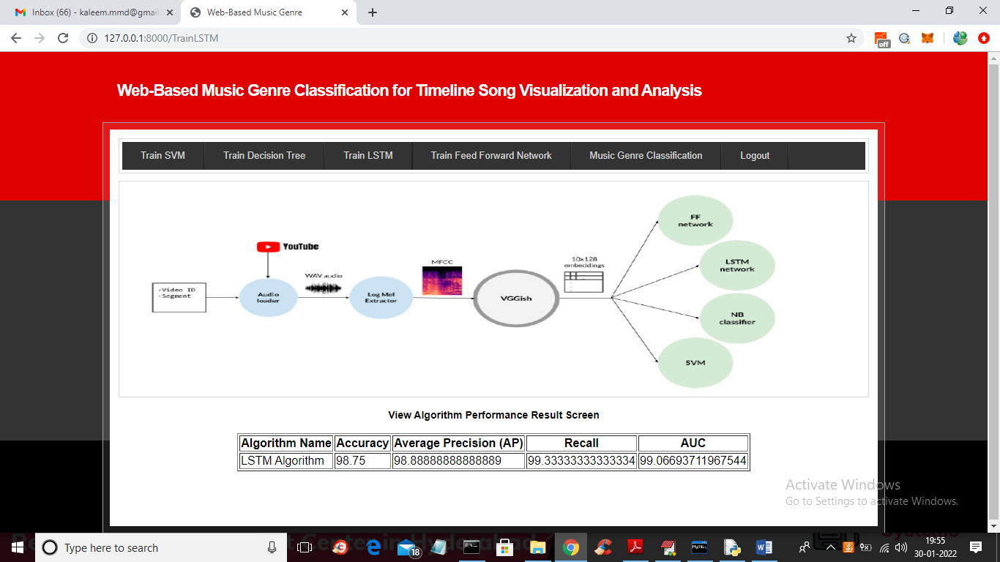 Inbox (66) - kaleem.mmd@gmail
Web-Based Music Genre
127.0.0.1:8000/TrainLSTM
off
Web-Based Music Genre Classification for Timeline Song Visualization and Analysis
Train SVM Train Decision Tree Train LSTM Train Feed Forward Network Music Genre Classification Logout
FF
network
YouTube
LSTM
network
10x128
embeddings
MFCC
WAV audio
-Video ID
-Segment
Audio
loader
Log Mel
Extractor
VGGish
NB
classifier
SVM
View Algorithm Performance Result Screen
Algorithm Name Accuracy Average Precision (AP) Recall AUC
LSTM Algorithm 98.75 98.88888888888889 99.33333333333334 99.06693711967544
Activate Windows
Go to Settings to activate Windows.
Type here to search
18
MySQL
19:55
30-01-2022